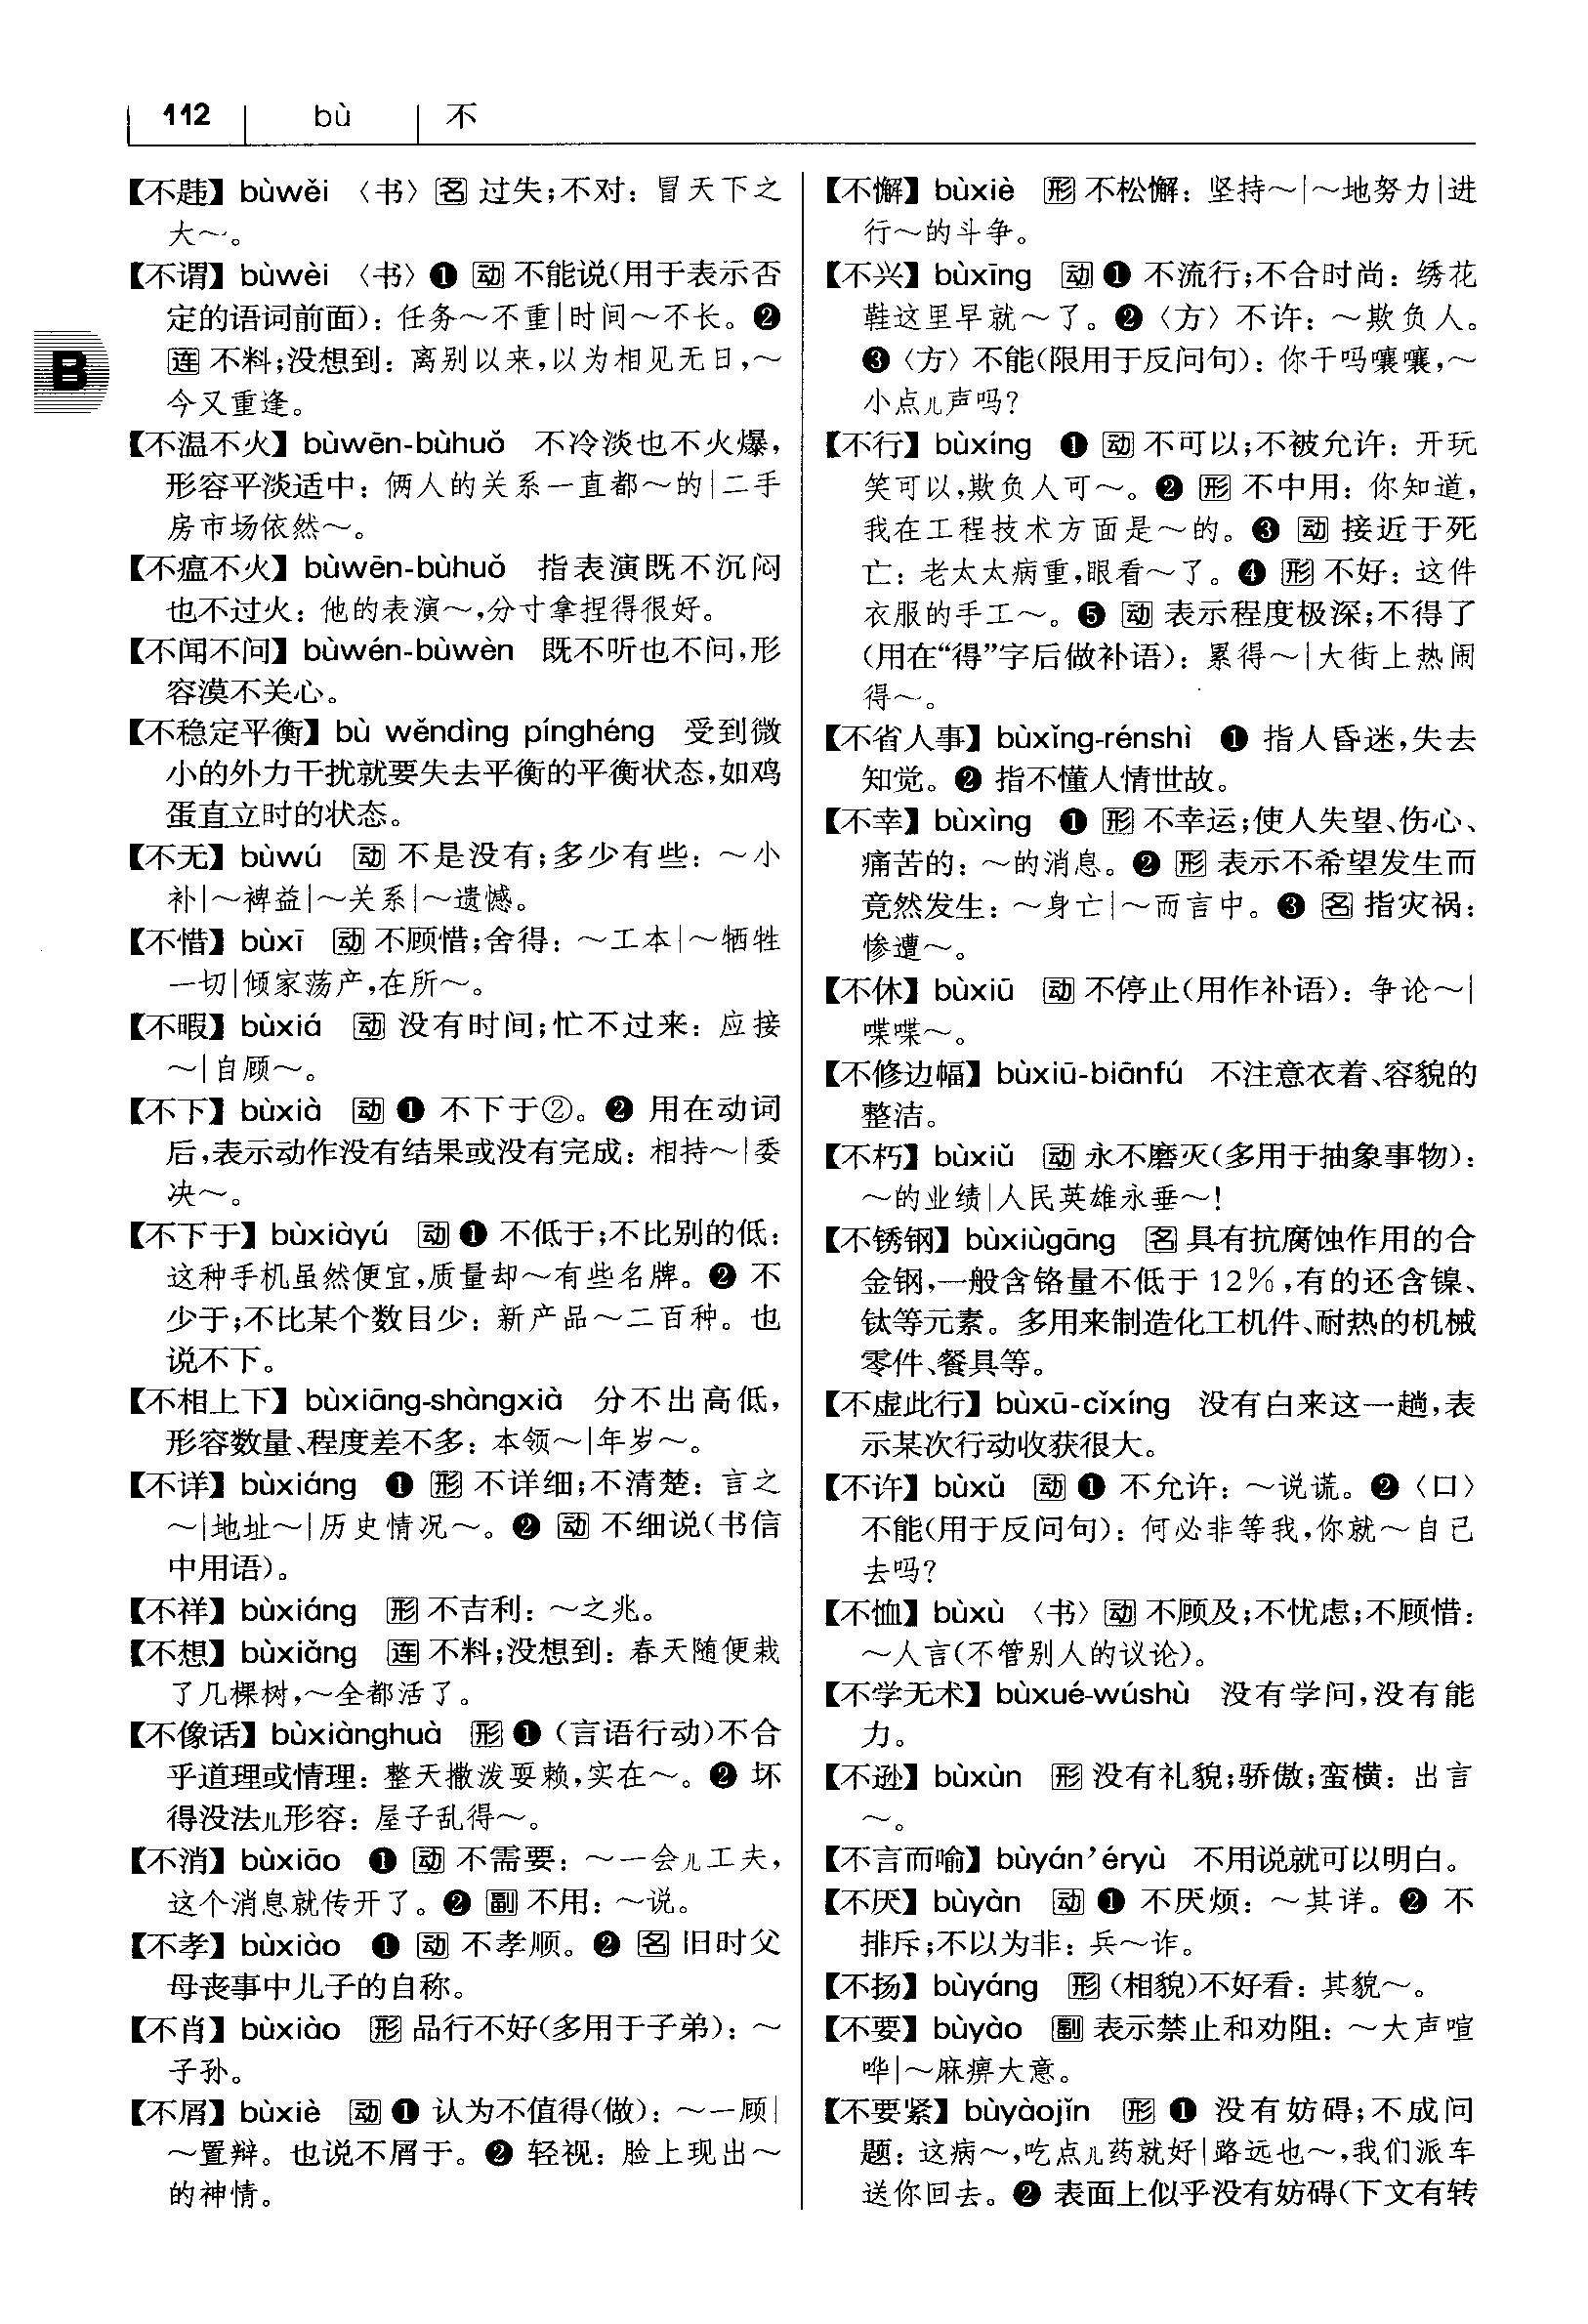 112 bù 不
【不韪】bùwěi 〈书〉 名 过失;不对：冒天下之
大～。
【不谓】bùwèi 〈书〉❶ 动 不能说(用于表示否
定的语词前面)：任务～不重|时间～不长。❷
连 不料;没想到：离别以来,以为相见无日,～
今又重逢。
B
【不温不火】bùwēn-bùhuǒ 不冷淡也不火爆,
形容平淡适中：俩人的关系一直都～的|二手
房市场依然～。
【不瘟不火】bùwēn-bùhuǒ 指表演既不沉闷
也不过火：他的表演～,分寸拿捏得很好。
【不闻不问】bùwén-bùwèn 既不听也不问,形
容漠不关心。
【不稳定平衡】bù wěndìng pínghéng 受到微
小的外力干扰就要失去平衡的平衡状态,如鸡
蛋直立时的状态。
【不无】bùwú 动 不是没有;多少有些：～小
补|～裨益|～关系|～遗憾。
【不惜】bùxī 动 不顾惜;舍得：～工本|～牺牲
一切|倾家荡产,在所～。
【不暇】bùxiá 动 没有时间;忙不过来：应接
～|自顾～。
【不下】bùxià 动 ❶ 不下于②。❷ 用在动词
后,表示动作没有结果或没有完成：相持～|委
决～。
【不下于】bùxiàyú 动 ❶ 不低于;不比别的低：
这种手机虽然便宜,质量却～有些名牌。❷ 不
少于;不比某个数目少：新产品～二百种。也
说不下。
【不相上下】bùxiāng-shàngxià 分不出高低,
形容数量、程度差不多：本领～|年岁～。
【不详】bùxiáng ❶ 形 不详细;不清楚：言之
～|地址～|历史情况～。❷ 动 不细说(书信
中用语)。
【不祥】bùxiáng 形 不吉利：～之兆。
【不想】bùxiǎng 连 不料;没想到：春天随便栽
了几棵树,～全都活了。
【不像话】bùxiànghuà 形 ❶ (言语行动)不合
乎道理或情理：整天撒泼耍赖,实在～。❷ 坏
得没法儿形容：屋子乱得～。
【不消】bùxiāo ❶ 动 不需要：～一会儿工夫,
这个消息就传开了。❷ 副 不用：～说。
【不孝】bùxiào ❶ 动 不孝顺。❷ 名 旧时父
母丧事中儿子的自称。
【不肖】bùxiào 形 品行不好(多用于子弟)：～
子孙。
【不屑】bùxiè 动 ❶ 认为不值得(做)：～一顾|
～置辩。也说不屑于。❷ 轻视：脸上现出～
的神情。
【不懈】bùxiè 形 不松懈：坚持～|～地努力|进
行～的斗争。
【不兴】bùxīng 动 ❶ 不流行;不合时尚：绣花
鞋这里早就～了。❷〈方〉不许：～欺负人。
❸〈方〉不能(限用于反问句)：你干吗嚷嚷,～
小点儿声吗?
【不行】bùxíng ❶ 动 不可以;不被允许：开玩
笑可以,欺负人可～。❷ 形 不中用：你知道,
我在工程技术方面是～的。❸ 动 接近于死
亡：老太太病重,眼看～了。❹ 形 不好：这件
衣服的手工～。❺ 动 表示程度极深;不得了
(用在“得”字后做补语)：累得～|大街上热闹
得～。
【不省人事】bùxǐng-rénshì ❶ 指人昏迷,失去
知觉。❷ 指不懂人情世故。
【不幸】bùxìng ❶ 形 不幸运;使人失望、伤心、
痛苦的：～的消息。❷ 形 表示不希望发生而
竟然发生：～身亡|～而言中。❸ 名 指灾祸：
惨遭～。
【不休】bùxiū 动 不停止(用作补语)：争论～|
喋喋～。
【不修边幅】bùxiū-biānfú 不注意衣着、容貌的
整洁。
【不朽】bùxiǔ 动 永不磨灭(多用于抽象事物)：
～的业绩|人民英雄永垂～!
【不锈钢】bùxiùgāng 名 具有抗腐蚀作用的合
金钢,一般含铬量不低于 12%,有的还含镍、
钛等元素。多用来制造化工机件、耐热的机械
零件、餐具等。
【不虚此行】bùxū-cǐxíng 没有白来这一趟,表
示某次行动收获很大。
【不许】bùxǔ 动 ❶ 不允许：～说谎。❷〈口〉
不能(用于反问句)：何必非等我,你就～自己
去吗?
【不恤】bùxù 〈书〉 动 不顾及;不忧虑;不顾惜：
～人言(不管别人的议论)。
【不学无术】bùxué-wúshù 没有学问,没有能
力。
【不逊】bùxùn 形 没有礼貌;骄傲;蛮横：出言
～。
【不言而喻】bùyán’éryù 不用说就可以明白。
【不厌】bùyàn 动 ❶ 不厌烦：～其详。❷ 不
排斥;不以为非：兵～诈。
【不扬】bùyáng 形 (相貌)不好看：其貌～。
【不要】bùyào 副 表示禁止和劝阻：～大声喧
哗|～麻痹大意。
【不要紧】bùyàojǐn 形 ❶ 没有妨碍;不成问
题：这病～,吃点儿药就好|路远也～,我们派车
送你回去。❷ 表面上似乎没有妨碍(下文有转